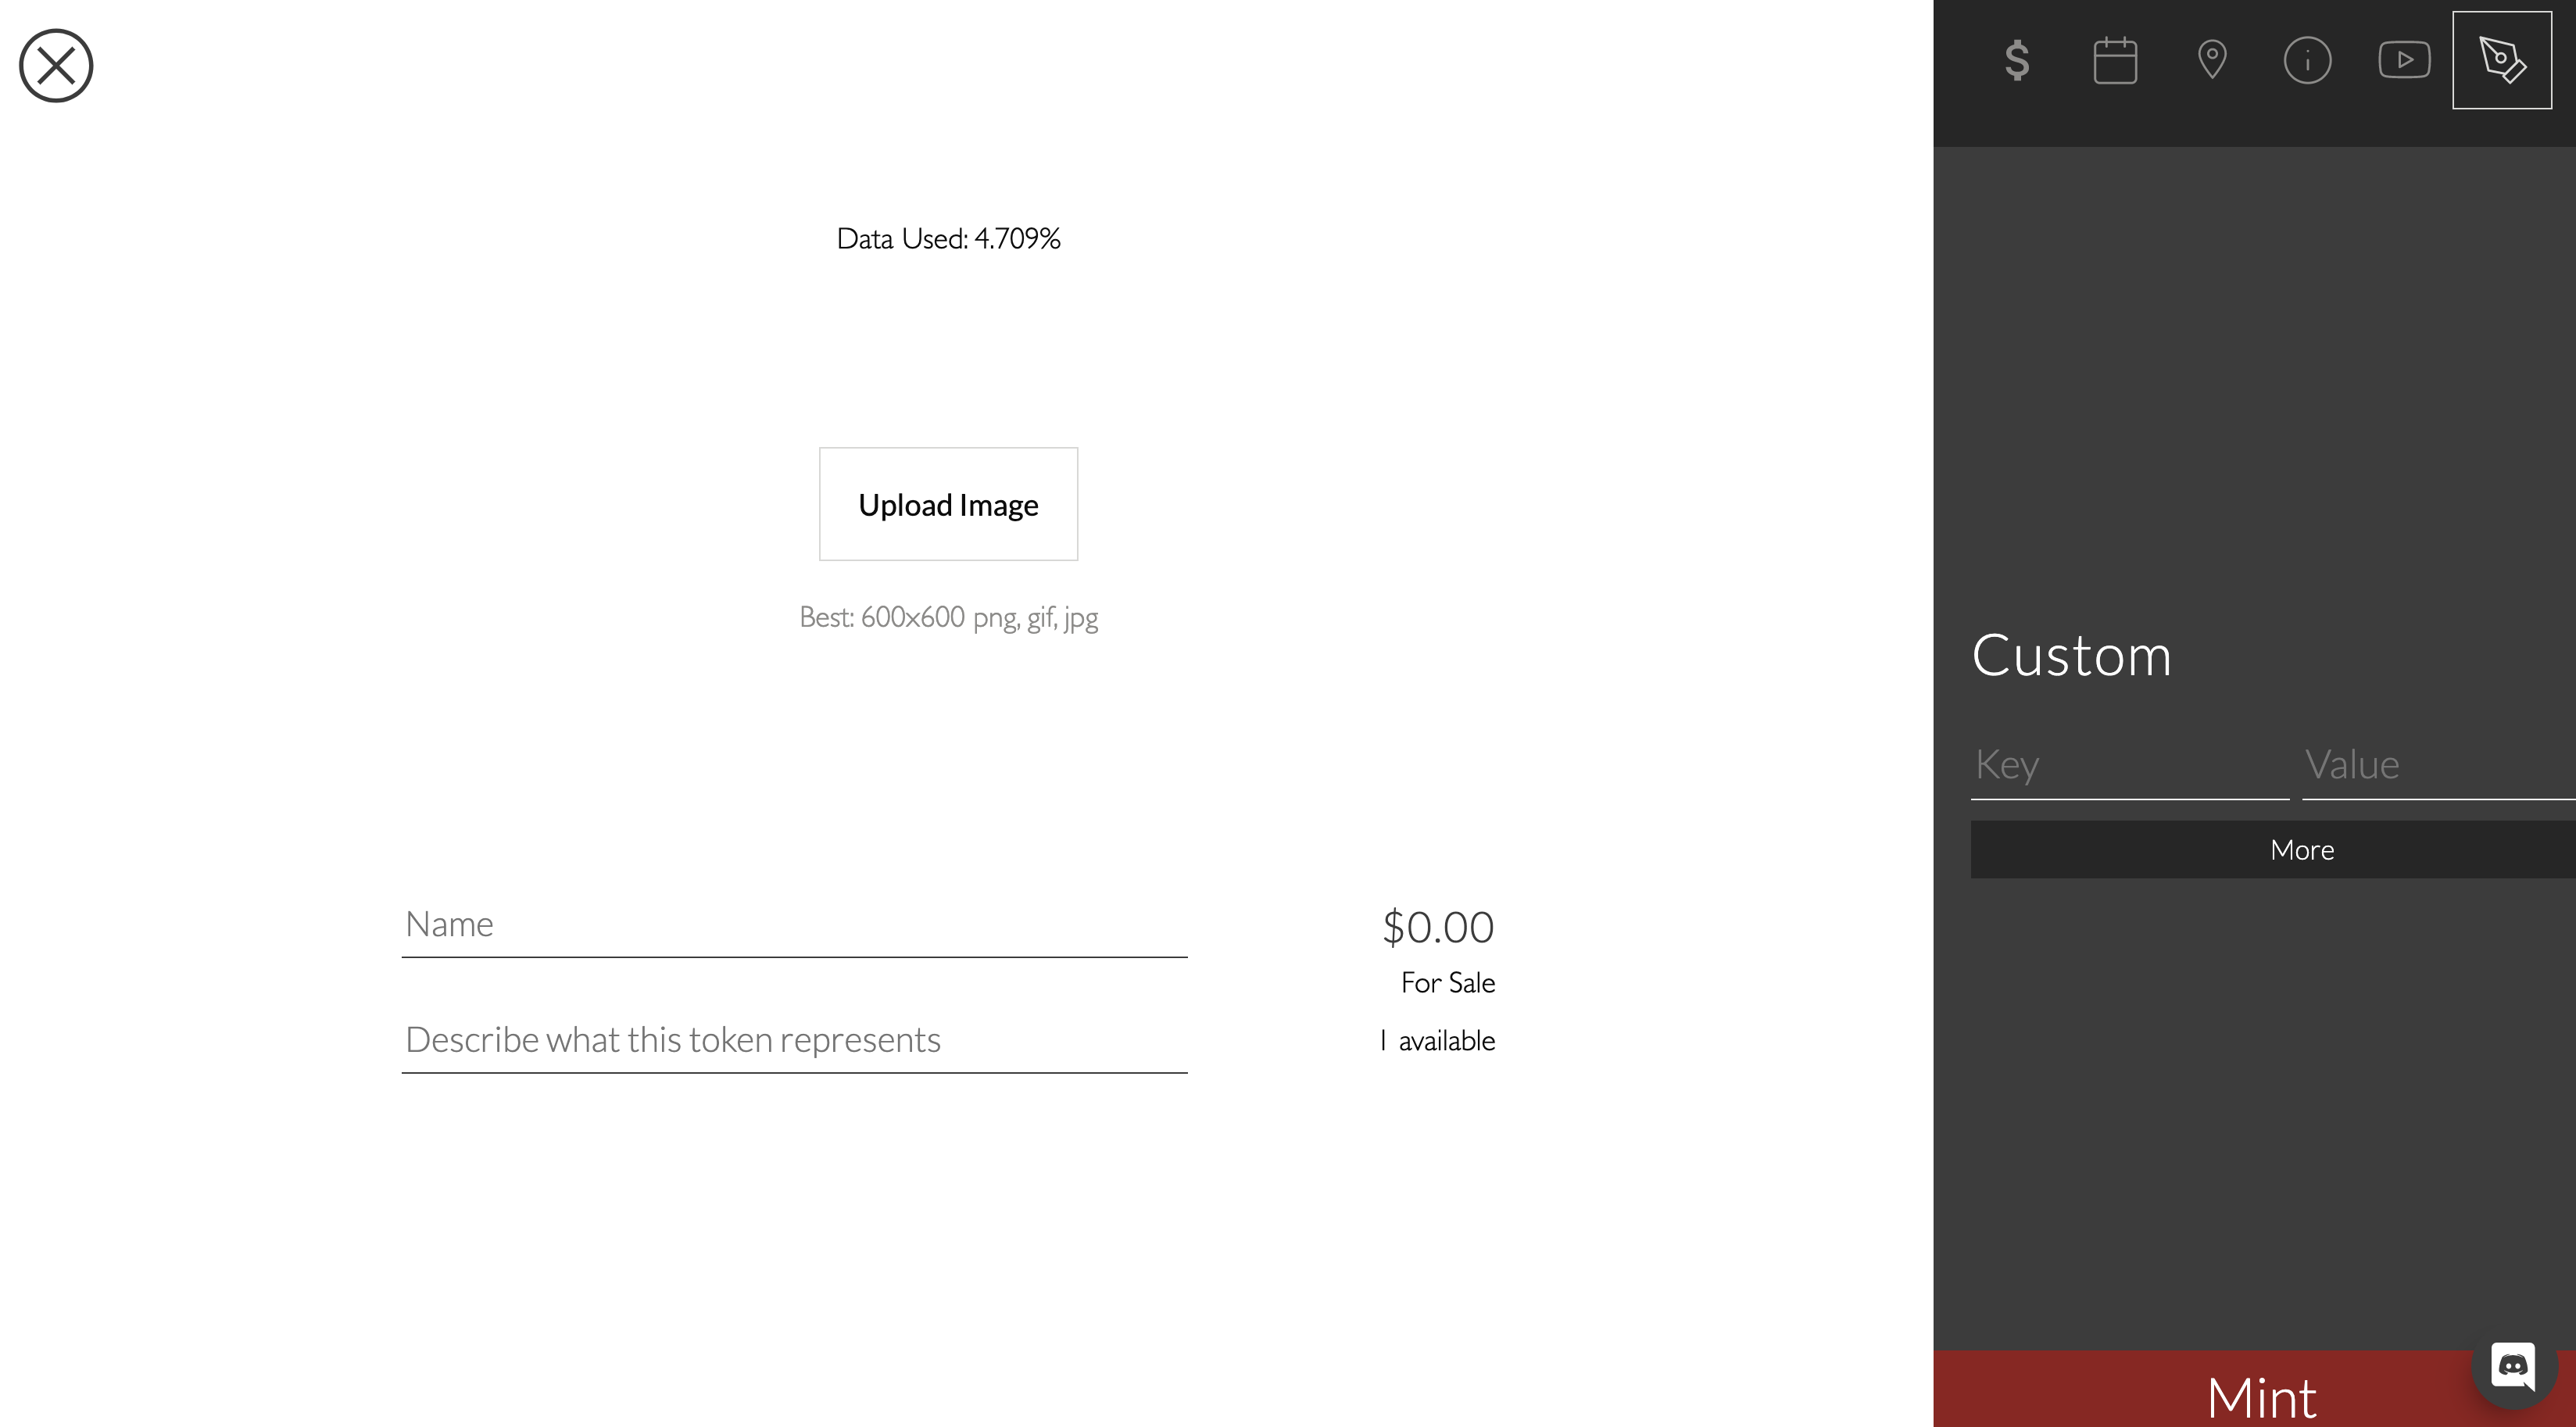 Data Used: 4.709%
Upload Image
Best: 600x600 png, gif, jpg
Name
$0.00
For Sale
Describe what this token represents
1 available
$
Custom
Key
Value
More
Mint